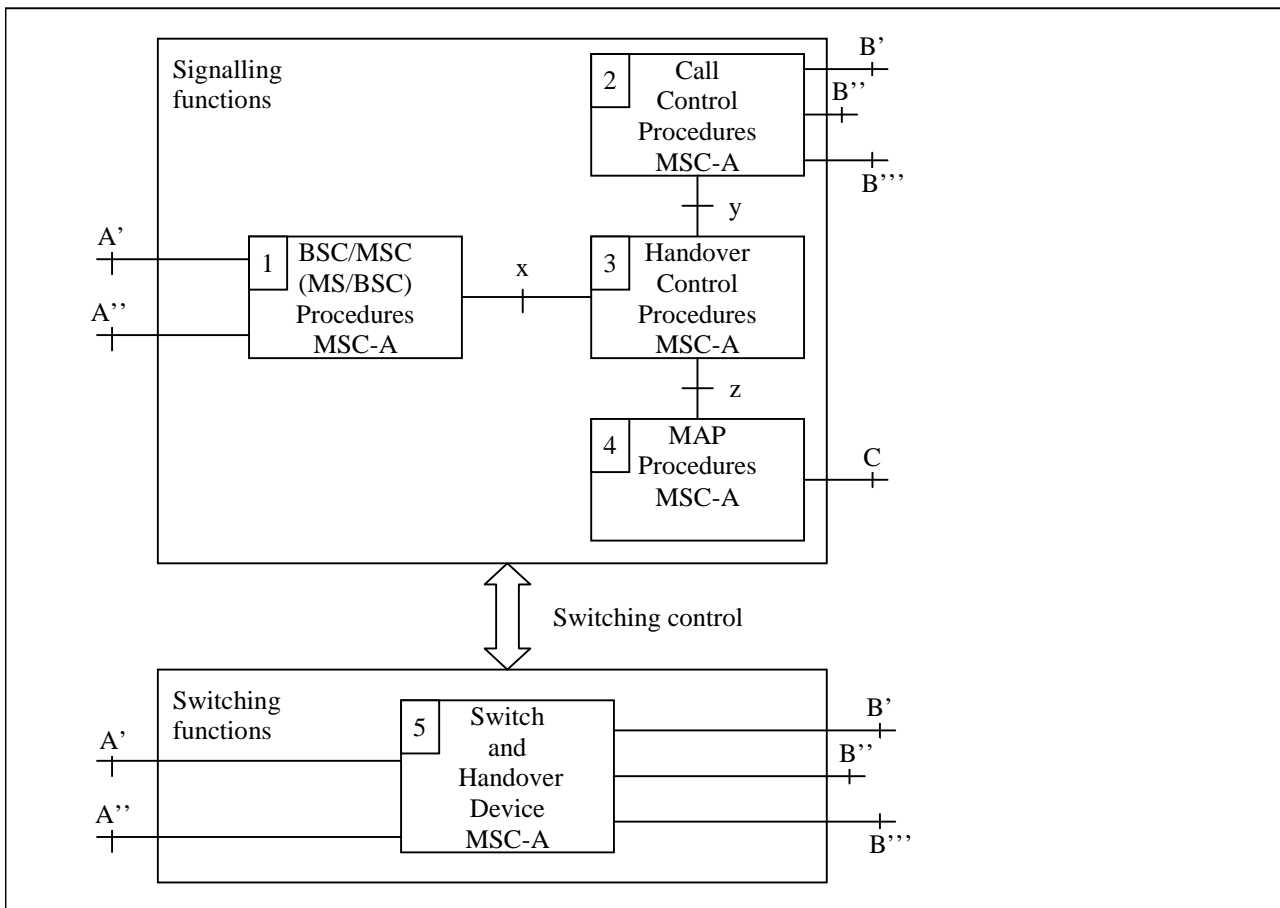 Signalling
functions
2
Call
Control
Procedures
MSC-A
B'
B''
B'''
y
A'
A''
1
BSC/MSC
(MS/BSC)
Procedures
MSC-A
x
3
Handover
Control
Procedures
MSC-A
z
4
MAP
Procedures
MSC-A
C
Switching control
Switching
functions
A'
A''
5
Switch
and
Handover
Device
MSC-A
B'
B''
B'''